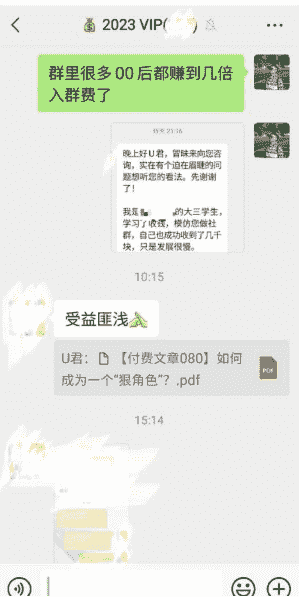 💰 2023 VIP(
群里很多 00 后都赚到几倍
入群费了
昨天 21:16
晚上好U君，冒昧来向您咨
询，实在有个迫在眉睫的问
题想听您的看法。先谢谢
了！
我是 的大三学生，
学习了 模仿您做社
群，自己也成功收到了几千
块，只是发展很慢。
10:15
受益匪浅
U君： 【付费文章080】如何
成为一个“狠角色”？.pdf
PDF
15:14